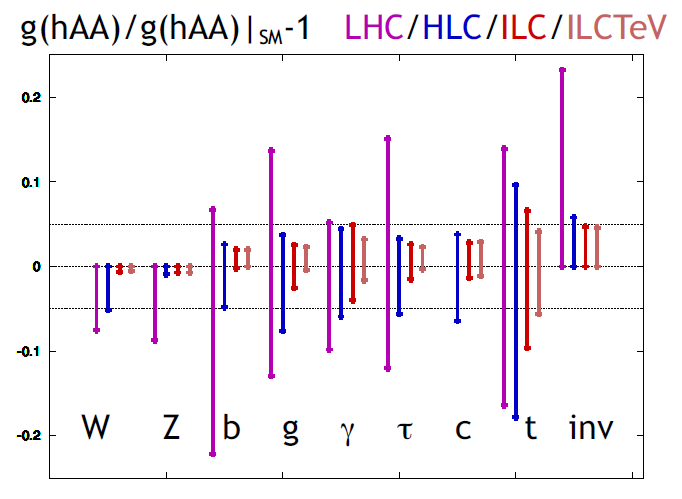 g(hAA)/g(hAA)|SM-1 LHC/HLC/ILC/ILCTeV
0.2
0.1
0
-0.1
-0.2
W Z b g γ τ c t inv